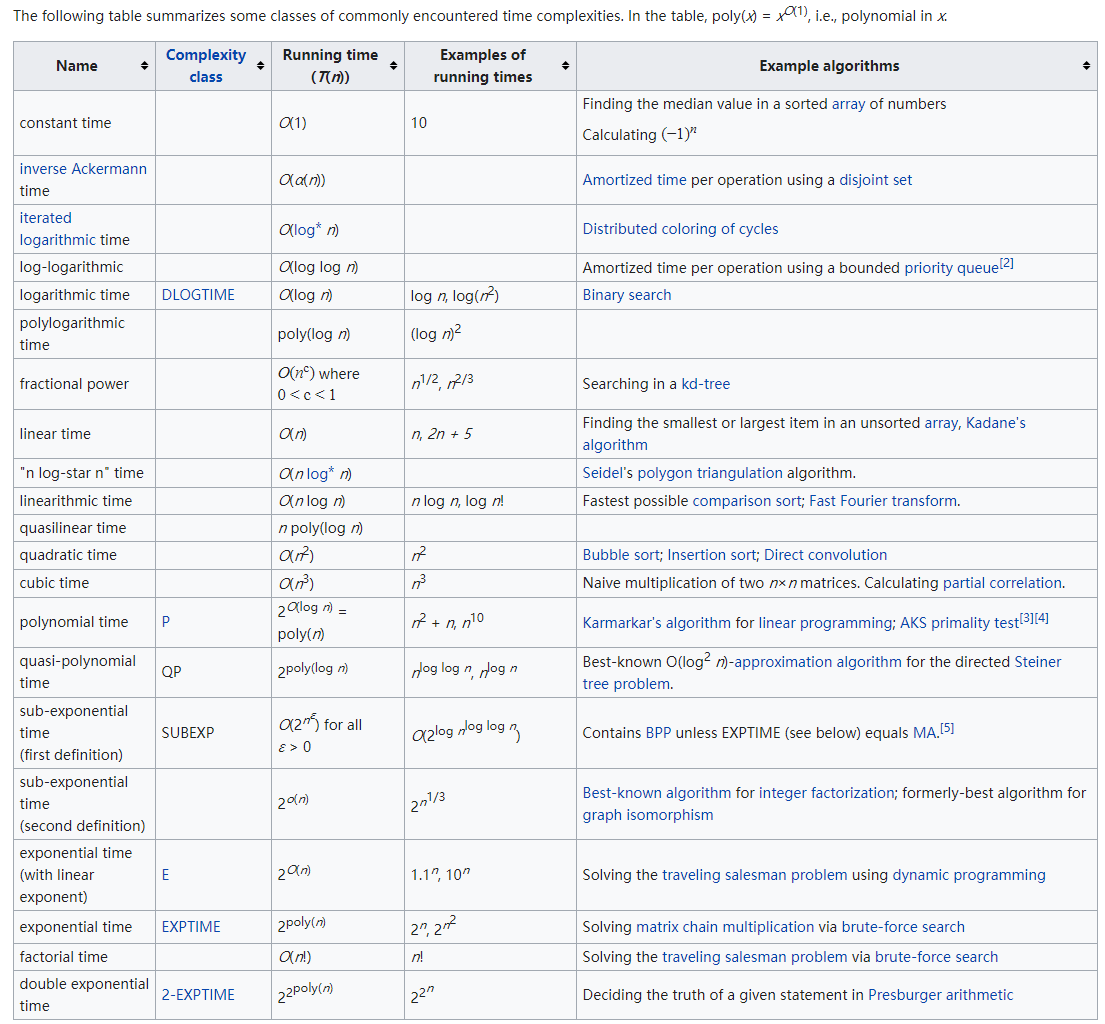 The following table summarizes some classes of commonly encountered time complexities. In the table, poly(x) = x^O(1), i.e., polynomial in x.
Name Complexity class Running time (T(n)) Examples of running times Example algorithms
constant time O(1) 10 Finding the median value in a sorted array of numbers
Calculating (−1)^n
inverse Ackermann time O(α(n)) Amortized time per operation using a disjoint set
iterated logarithmic time O(log* n) Distributed coloring of cycles
log-logarithmic O(log log n) Amortized time per operation using a bounded priority queue[2]
logarithmic time DLOGTIME O(log n) log n, log(n^2) Binary search
polylogarithmic time poly(log n) (log n)^2
fractional power O(n^c) where 0 < c < 1 n^1/2, n^2/3 Searching in a kd-tree
linear time O(n) n, 2n + 5 Finding the smallest or largest item in an unsorted array, Kadane's algorithm
"n log-star n" time O(n log* n) Seidel's polygon triangulation algorithm.
linearithmic time O(n log n) n log n, log n! Fastest possible comparison sort; Fast Fourier transform.
quasilinear time n poly(log n)
quadratic time O(n^2) n^2 Bubble sort; Insertion sort; Direct convolution
cubic time O(n^3) n^3 Naive multiplication of two n×n matrices. Calculating partial correlation.
polynomial time P 2^O(log n) = poly(n) n^2 + n, n^10 Karmarkar's algorithm for linear programming; AKS primality test[3][4]
quasi-polynomial time QP 2^poly(log n) n^log log n, n^log n Best-known O(log^2 n)-approximation algorithm for the directed Steiner tree problem.
sub-exponential time (first definition) SUBEXP O(2^n^ε) for all ε > 0 O(2^log n^log log n) Contains BPP unless EXPTIME (see below) equals MA.[5]
sub-exponential time (second definition) 2^o(n) 2^n^1/3 Best-known algorithm for integer factorization; formerly-best algorithm for graph isomorphism
exponential time (with linear exponent) E 2^O(n) 1.1^n, 10^n Solving the traveling salesman problem using dynamic programming
exponential time EXPTIME 2^poly(n) 2^n, 2^n^2 Solving matrix chain multiplication via brute-force search
factorial time O(n!) n! Solving the traveling salesman problem via brute-force search
double exponential time 2-EXPTIME 2^2^poly(n) 2^2^n Deciding the truth of a given statement in Presburger arithmetic